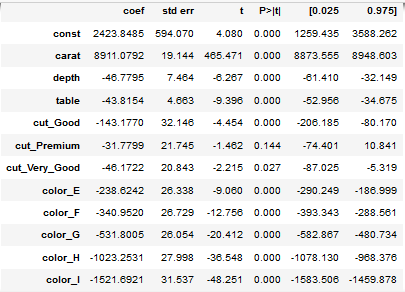 coef std err t P>|t| [0.025 0.975]
const 2423.8485 594.070 4.080 0.000 1259.435 3588.262
carat 8911.0792 19.144 465.471 0.000 8873.555 8948.603
depth -46.7795 7.464 -6.267 0.000 -61.410 -32.149
table -43.8154 4.663 -9.396 0.000 -52.956 -34.675
cut_Good -143.1770 32.146 -4.454 0.000 -206.185 -80.170
cut_Premium -31.7799 21.745 -1.462 0.144 -74.401 10.841
cut_Very_Good -46.1722 20.843 -2.215 0.027 -87.025 -5.319
color_E -238.6242 26.338 -9.060 0.000 -290.249 -186.999
color_F -340.9520 26.729 -12.756 0.000 -393.343 -288.561
color_G -531.8005 26.054 -20.412 0.000 -582.867 -480.734
color_H -1023.2531 27.998 -36.548 0.000 -1078.130 -968.376
color_I -1521.6921 31.537 -48.251 0.000 -1583.506 -1459.878